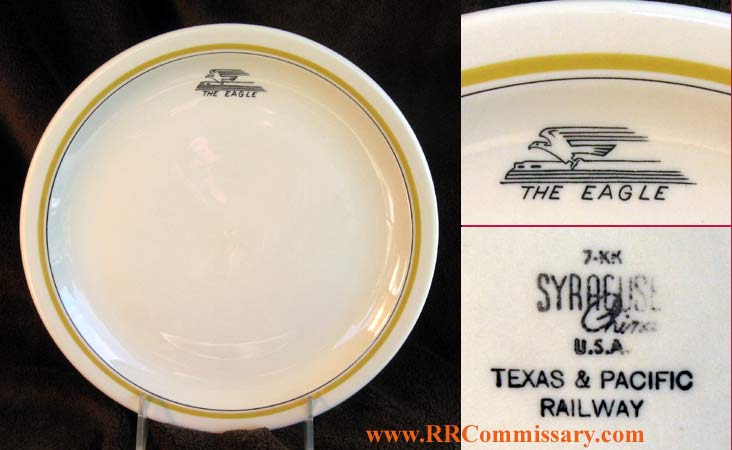 THE EAGLE
THE EAGLE
7-KK
SYRACUSE
China
U.S.A.
TEXAS & PACIFIC
RAILWAY
www.RRCommissary.com